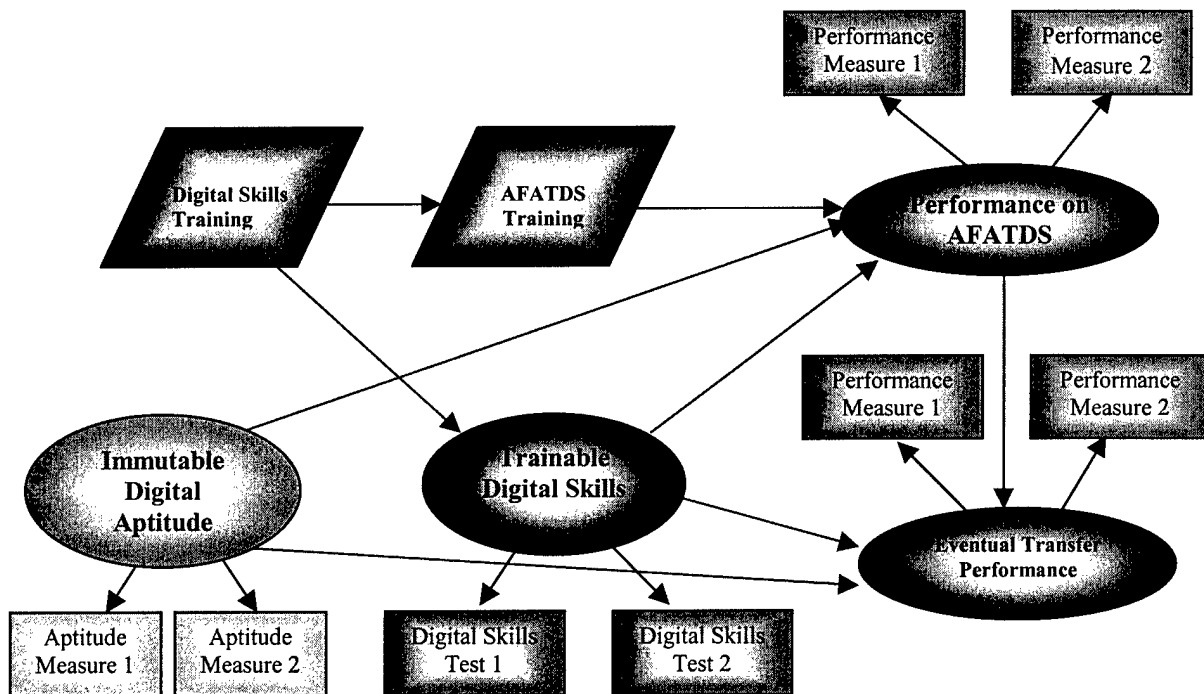 Performance
Measure 1
Performance
Measure 2
Digital Skills
Training
AFATDS
Training
Performance on
AFATDS
Performance
Measure 1
Performance
Measure 2
Immutable
Digital
Aptitude
Trainable
Digital Skills
Eventual Transfer
Performance
Aptitude
Measure 1
Aptitude
Measure 2
Digital Skills
Test 1
Digital Skills
Test 2